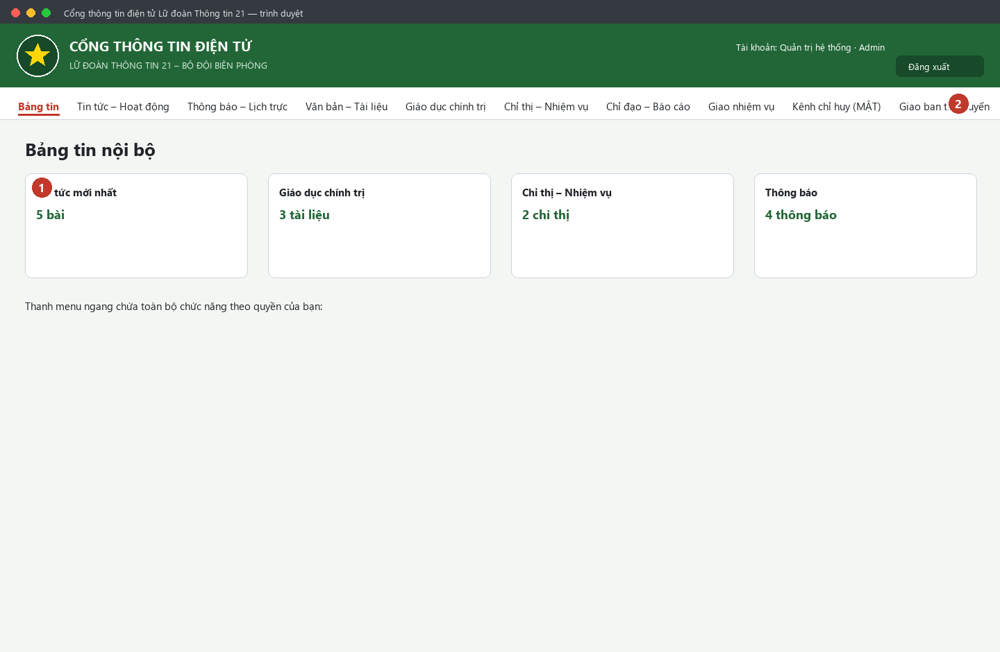 Cổng thông tin điện tử Lữ đoàn Thông tin 21 — trình duyệt
CỔNG THÔNG TIN ĐIỆN TỬ
LỮ ĐOÀN THÔNG TIN 21 – BỘ ĐỘI BIÊN PHÒNG
Tài khoản: Quản trị hệ thống · Admin
Đăng xuất
Bảng tin Tin tức – Hoạt động Thông báo – Lịch trực Văn bản – Tài liệu Giáo dục chính trị Chỉ thị – Nhiệm vụ Chỉ đạo – Báo cáo Giao nhiệm vụ Kênh chỉ huy (MẬT) Giao ban
2
Bảng tin nội bộ
1
tức mới nhất
5 bài
Giáo dục chính trị
3 tài liệu
Chỉ thị – Nhiệm vụ
2 chỉ thị
Thông báo
4 thông báo
Thanh menu ngang chứa toàn bộ chức năng theo quyền của bạn: